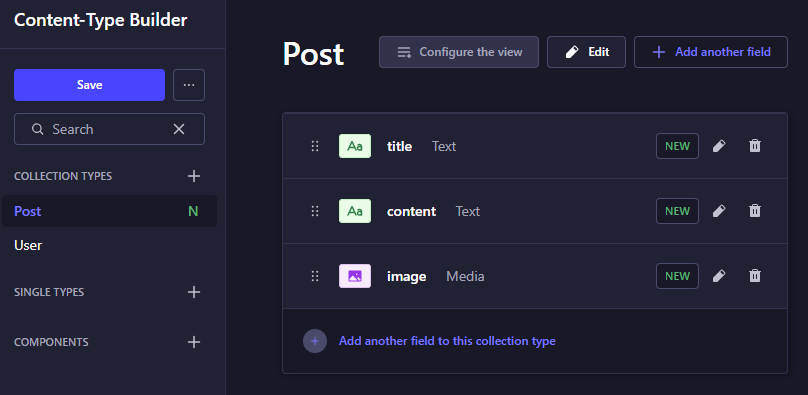 Content-Type Builder
Save
...
Search
COLLECTION TYPES
Post N
User
SINGLE TYPES
COMPONENTS
Post Configure the view Edit Add another field
Aa title Text NEW
Aa content Text NEW
image Media NEW
Add another field to this collection type